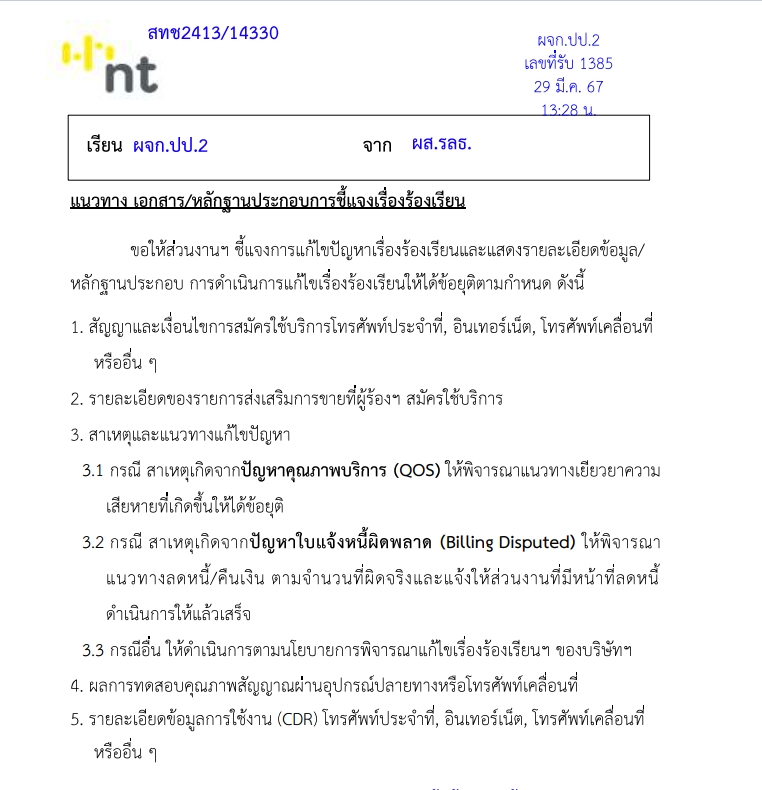 สทช2413/14330
nt
ผจก.ปป.2
เลขที่รับ 1385
29 มี.ค. 67
13:28 น.
เรียน ผจก.ปป.2 จาก ผส.รลธ.
แนวทาง เอกสาร/หลักฐานประกอบการชี้แจงเรื่องร้องเรียน
ขอให้ส่วนงานฯ ชี้แจงการแก้ไขปัญหาเรื่องร้องเรียนและแสดงรายละเอียดข้อมูล/
หลักฐานประกอบ การดำเนินการแก้ไขเรื่องร้องเรียนให้ได้ข้อยุติตามกำหนด ดังนี้
1. สัญญาและเงื่อนไขการสมัครใช้บริการโทรศัพท์ประจำที่, อินเทอร์เน็ต, โทรศัพท์เคลื่อนที่
หรืออื่น ๆ
2. รายละเอียดของรายการส่งเสริมการขายที่ผู้ร้องฯ สมัครใช้บริการ
3. สาเหตุและแนวทางแก้ไขปัญหา
3.1 กรณี สาเหตุเกิดจากปัญหาคุณภาพบริการ (QOS) ให้พิจารณาแนวทางเยียวยาความ
เสียหายที่เกิดขึ้นให้ได้ข้อยุติ
3.2 กรณี สาเหตุเกิดจากปัญหาใบแจ้งหนี้ผิดพลาด (Billing Disputed) ให้พิจารณา
แนวทางลดหนี้/คืนเงิน ตามจำนวนที่ผิดจริงและแจ้งให้ส่วนงานที่มีหน้าที่ลดหนี้
ดำเนินการให้แล้วเสร็จ
3.3 กรณีอื่น ให้ดำเนินการตามนโยบายการพิจารณาแก้ไขเรื่องร้องเรียนฯ ของบริษัทฯ
4. ผลการทดสอบคุณภาพสัญญาณผ่านอุปกรณ์ปลายทางหรือโทรศัพท์เคลื่อนที่
5. รายละเอียดข้อมูลการใช้งาน (CDR) โทรศัพท์ประจำที่, อินเทอร์เน็ต, โทรศัพท์เคลื่อนที่
หรืออื่น ๆ